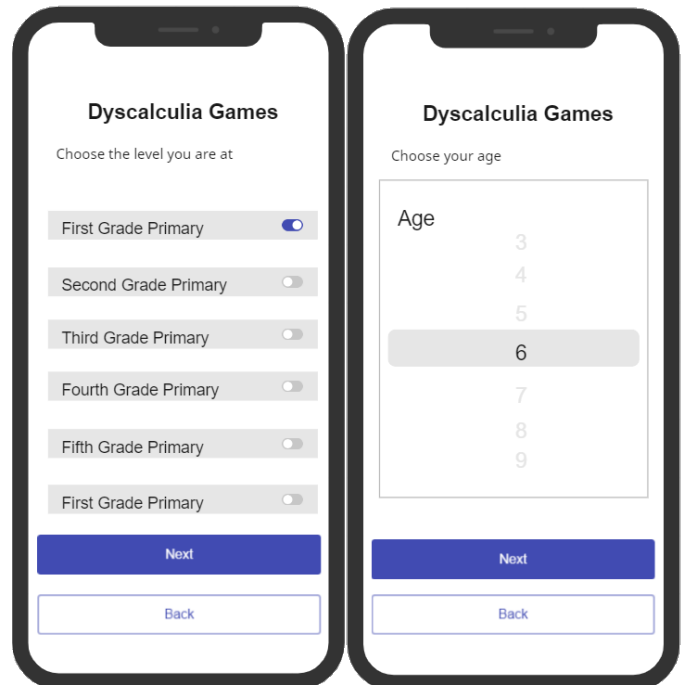 Dyscalculia Games
Choose the level you are at
First Grade Primary
Second Grade Primary
Third Grade Primary
Fourth Grade Primary
Fifth Grade Primary
First Grade Primary
Next
Back
Dyscalculia Games
Choose your age
Age
3
4
5
6
7
8
9
Next
Back